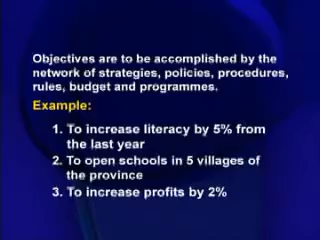 Objectives are to be accomplished by the
network of strategies, policies, procedures,
rules, budget and programmes.
Example:
1. To increase literacy by 5% from
the last year
2. To open schools in 5 villages of
the province
3. To increase profits by 2%